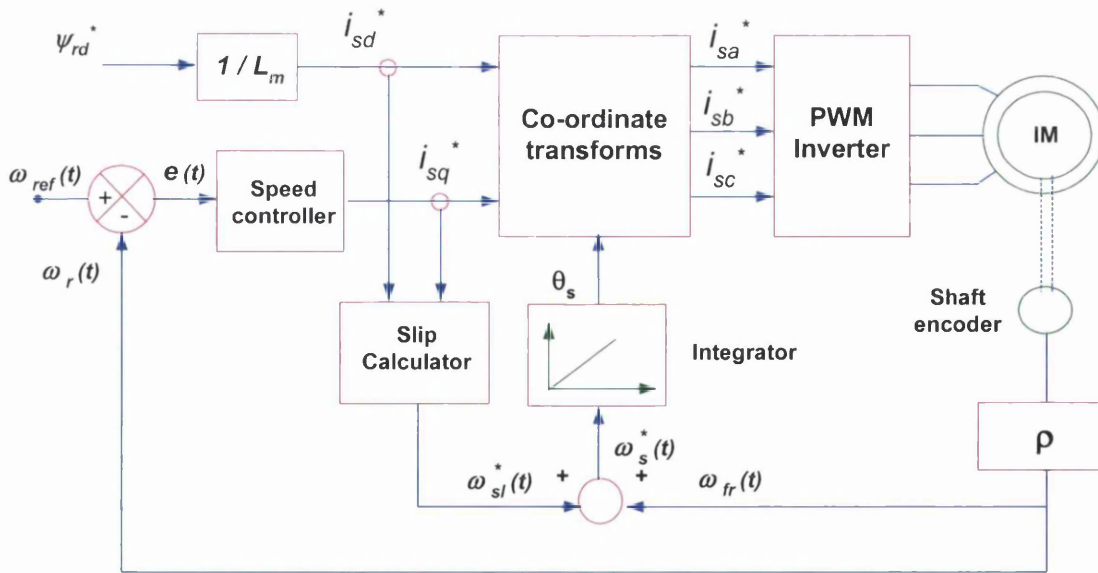 ψrd*
1 / Lm
isd*
Co-ordinate
transforms
isa*
isb*
isc*
PWM
Inverter
IM
ωref(t)
+
-
e(t)
Speed
controller
isq*
ωr(t)
Slip
Calculator
θs
Integrator
Shaft
encoder
ρ
ωs*(t)
ωsl*(t)
+
+
ωfr(t)